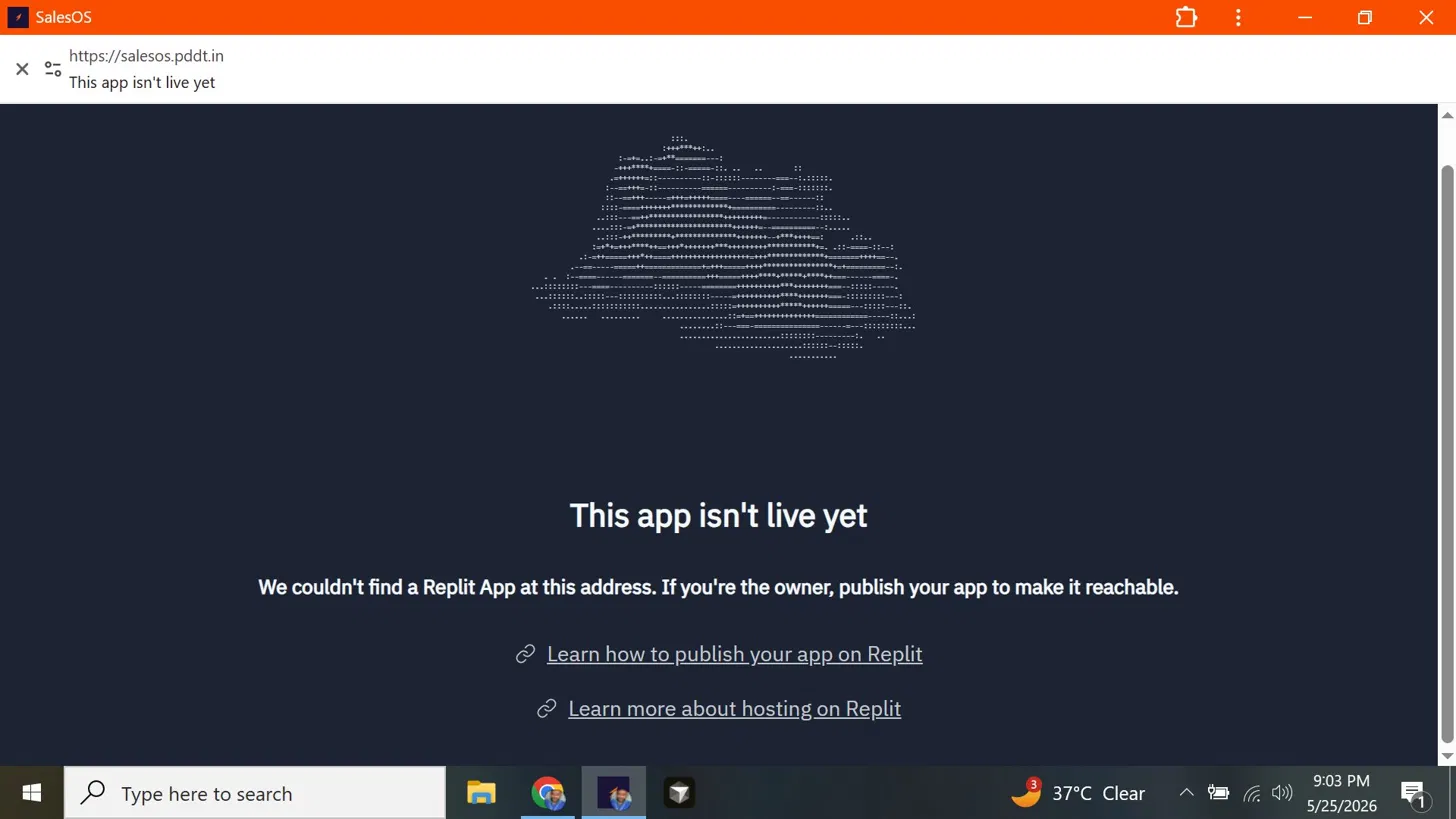 SalesOS
https://salesos.pddt.in
This app isn't live yet
This app isn't live yet
We couldn't find a Replit App at this address. If you're the owner, publish your app to make it reachable.
Learn how to publish your app on Replit
Learn more about hosting on Replit
Type here to search
3
37°C Clear
9:03 PM
5/25/2026
1